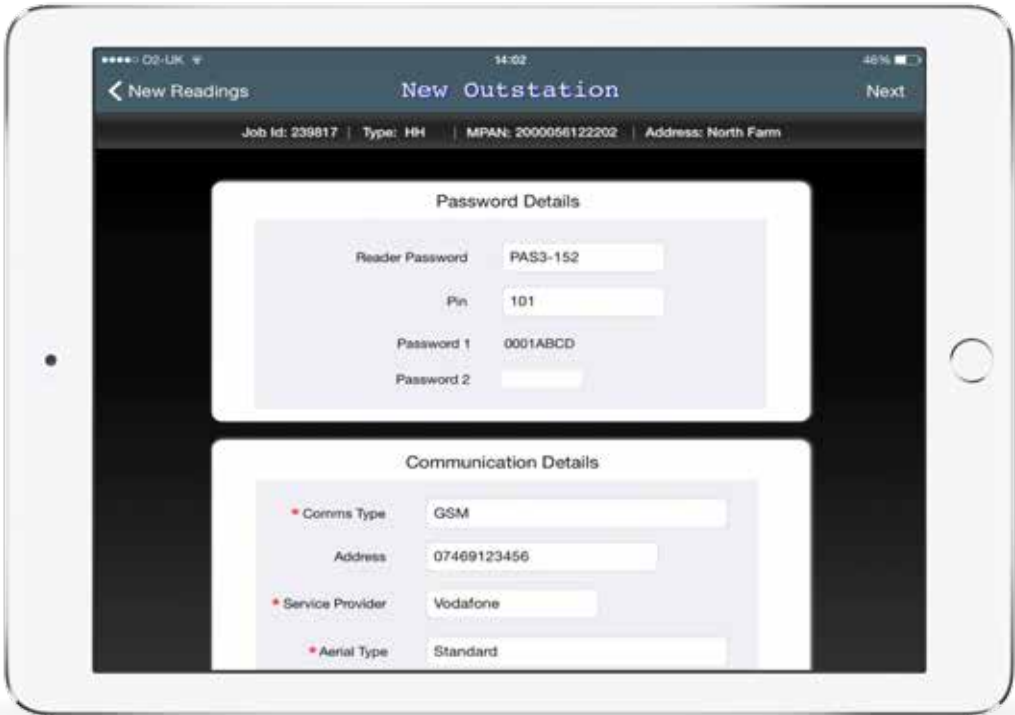 O2-UK 14:02 46%
New Readings New Outstation Next
Job Id: 239817 | Type: HH | MPAN: 2000056122202 | Address: North Farm
Password Details
Reader Password PAS3-152
Pin 101
Password 1 0001ABCD
Password 2
Communication Details
* Comms Type GSM
Address 07469123456
* Service Provider Vodafone
* Aerial Type Standard